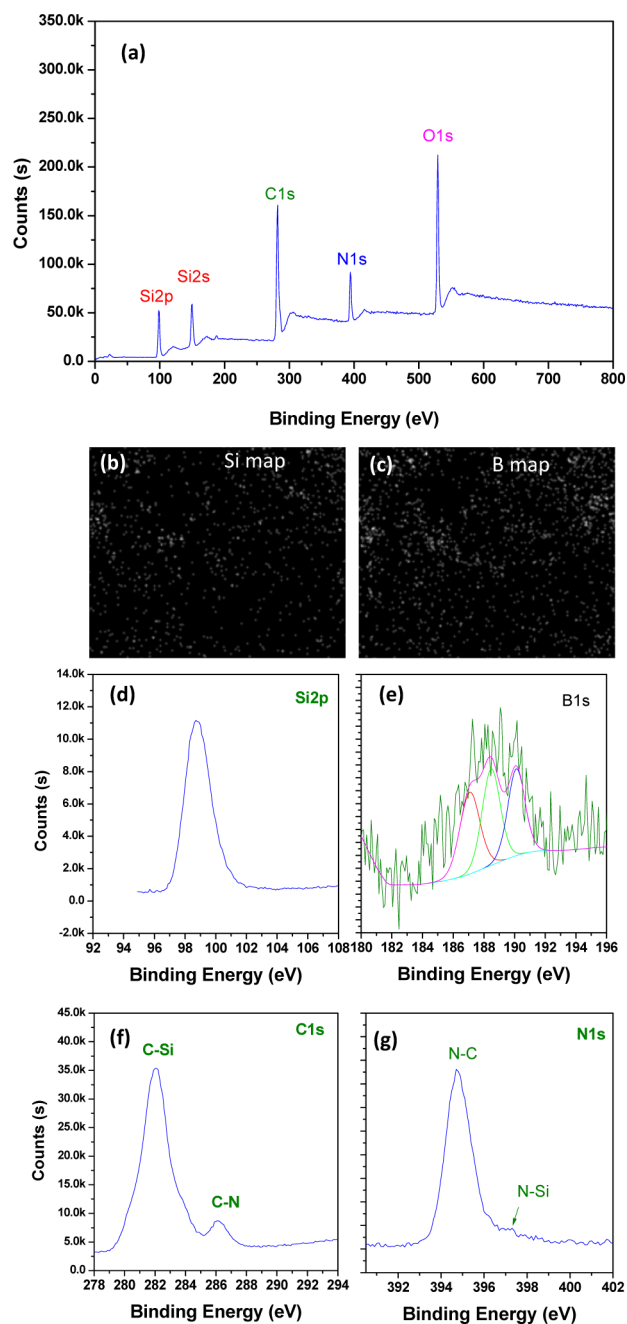 (a)
350.0k
300.0k
250.0k
200.0k
150.0k
100.0k
50.0k
0.0
Counts (s)
Si2p
Si2s
C1s
N1s
O1s
0 100 200 300 400 500 600 700 800
Binding Energy (eV)
(b) Si map
(c) B map
(d) Si2p
14.0k
12.0k
10.0k
8.0k
6.0k
4.0k
2.0k
0.0
-2.0k
Counts (s)
92 94 96 98 100 102 104 106 108
Binding Energy (eV)
(e) B1s
180 182 184 186 188 190 192 194 196
Binding Energy (eV)
(f) C1s
C-Si
C-N
45.0k
40.0k
35.0k
30.0k
25.0k
20.0k
15.0k
10.0k
5.0k
0.0
Counts (s)
278 280 282 284 286 288 290 292 294
Binding Energy (eV)
(g) N1s
N-C
N-Si
392 394 396 398 400 402
Binding Energy (eV)